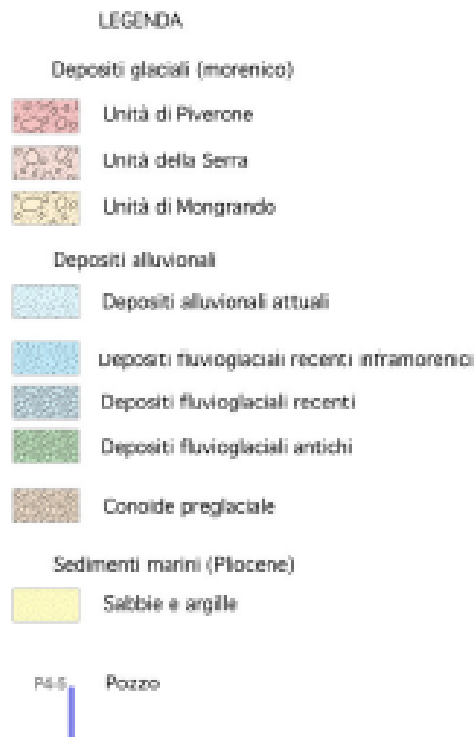 LEGENDA
Depositi glaciali (morenico)
Unità di Piverone
Unità della Serra
Unità di Mongrando
Depositi alluvionali
Depositi alluvionali attuali
Depositi fluvioglaciali recenti inframorenici
Depositi fluvioglaciali recenti
Depositi fluvioglaciali antichi
Conoide preglaciale
Sedimenti marini (Pliocene)
Sabbie e argille
Pozzo